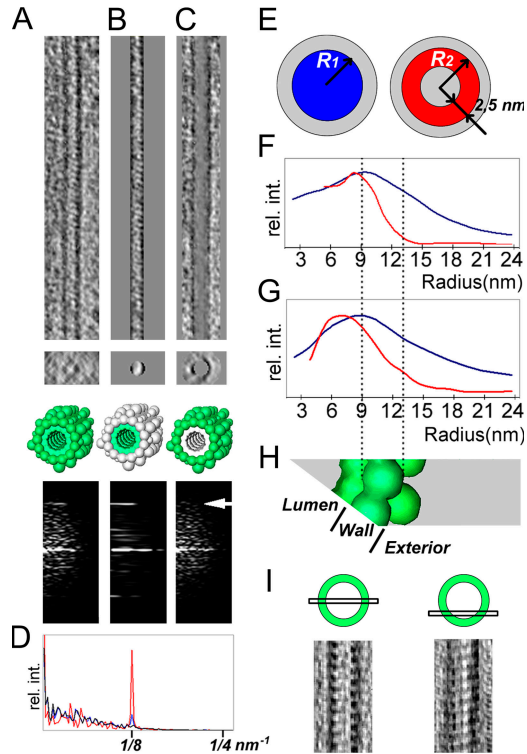 A
B
C
E
R1
R2
2,5 nm
F
rel. int.
3 6 9 12 15 18 21 24
Radius(nm)
G
rel. int.
3 6 9 12 15 18 21 24
Radius(nm)
H
Lumen
Wall
Exterior
D
rel. int.
1/8
1/4 nm-1
I